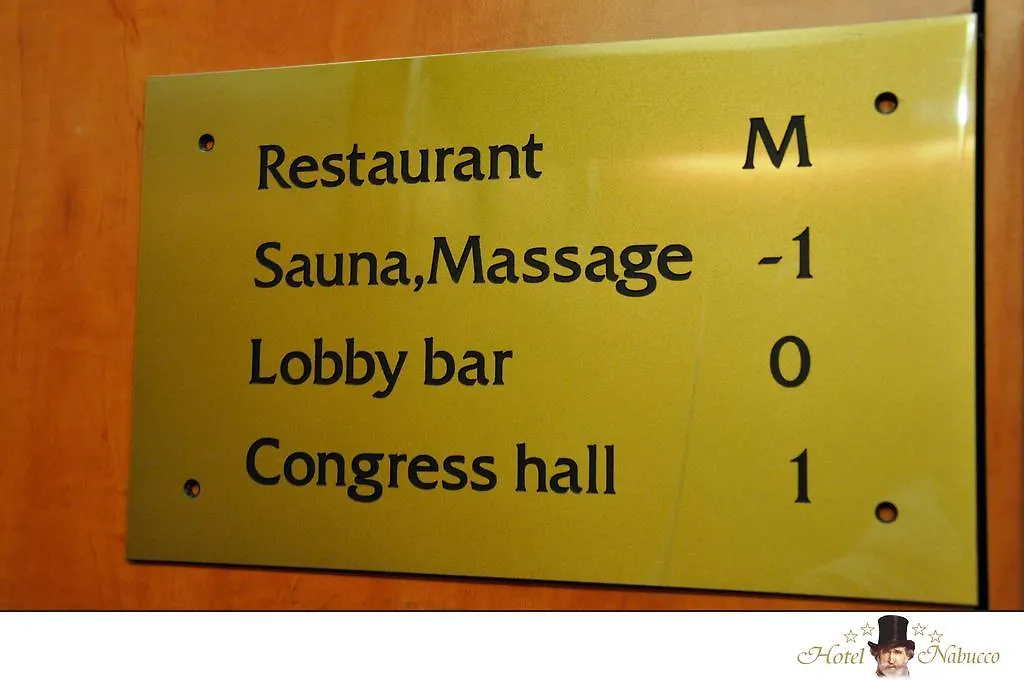 Restaurant M
Sauna,Massage -1
Lobby bar 0
Congress hall 1
Hotel Nabucco